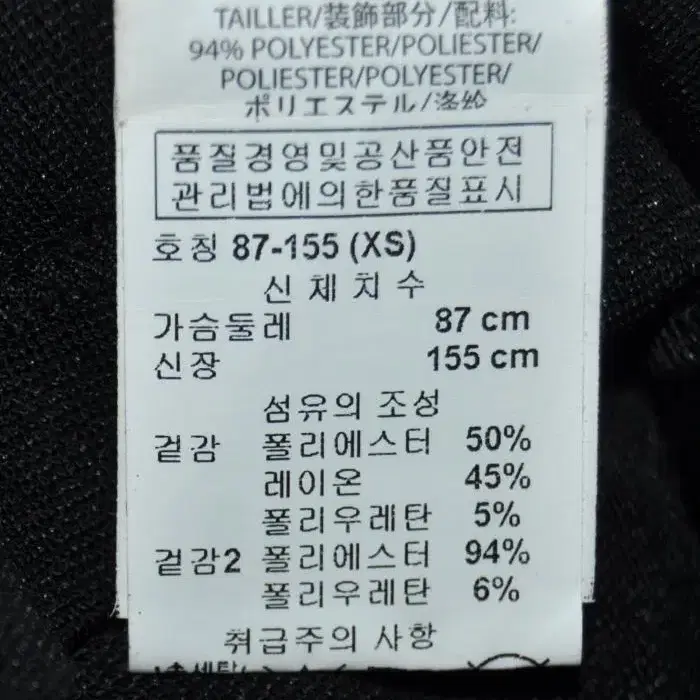 TAILLER/装飾部分/配料:
94% POLYESTER/POLIESTER/
POLIESTER/POLYESTER/
ポリエステル/涤纶
품질경영및공산품안전
관리법에의한품질표시
호칭 87-155 (XS)
신체치수
가슴둘레 87 cm
신장 155 cm
섬유의 조성
겉감 폴리에스터 50%
레이온 45%
폴리우레탄 5%
겉감2 폴리에스터 94%
폴리우레탄 6%
취급주의 사항